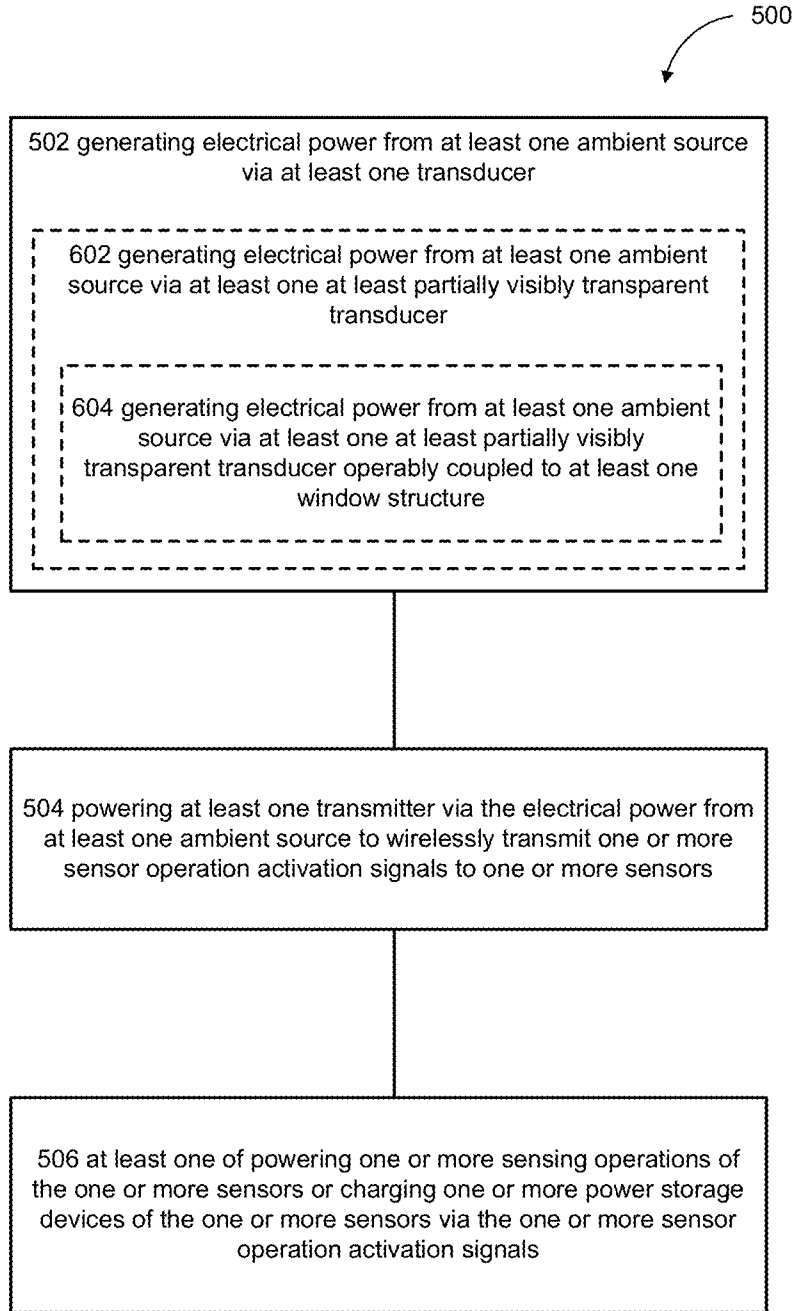 500
502 generating electrical power from at least one ambient source
via at least one transducer
602 generating electrical power from at least one ambient
source via at least one at least partially visibly transparent
transducer
604 generating electrical power from at least one ambient
source via at least one at least partially visibly
transparent transducer operably coupled to at least one
window structure
504 powering at least one transmitter via the electrical power from
at least one ambient source to wirelessly transmit one or more
sensor operation activation signals to one or more sensors
506 at least one of powering one or more sensing operations of
the one or more sensors or charging one or more power storage
devices of the one or more sensors via the one or more sensor
operation activation signals